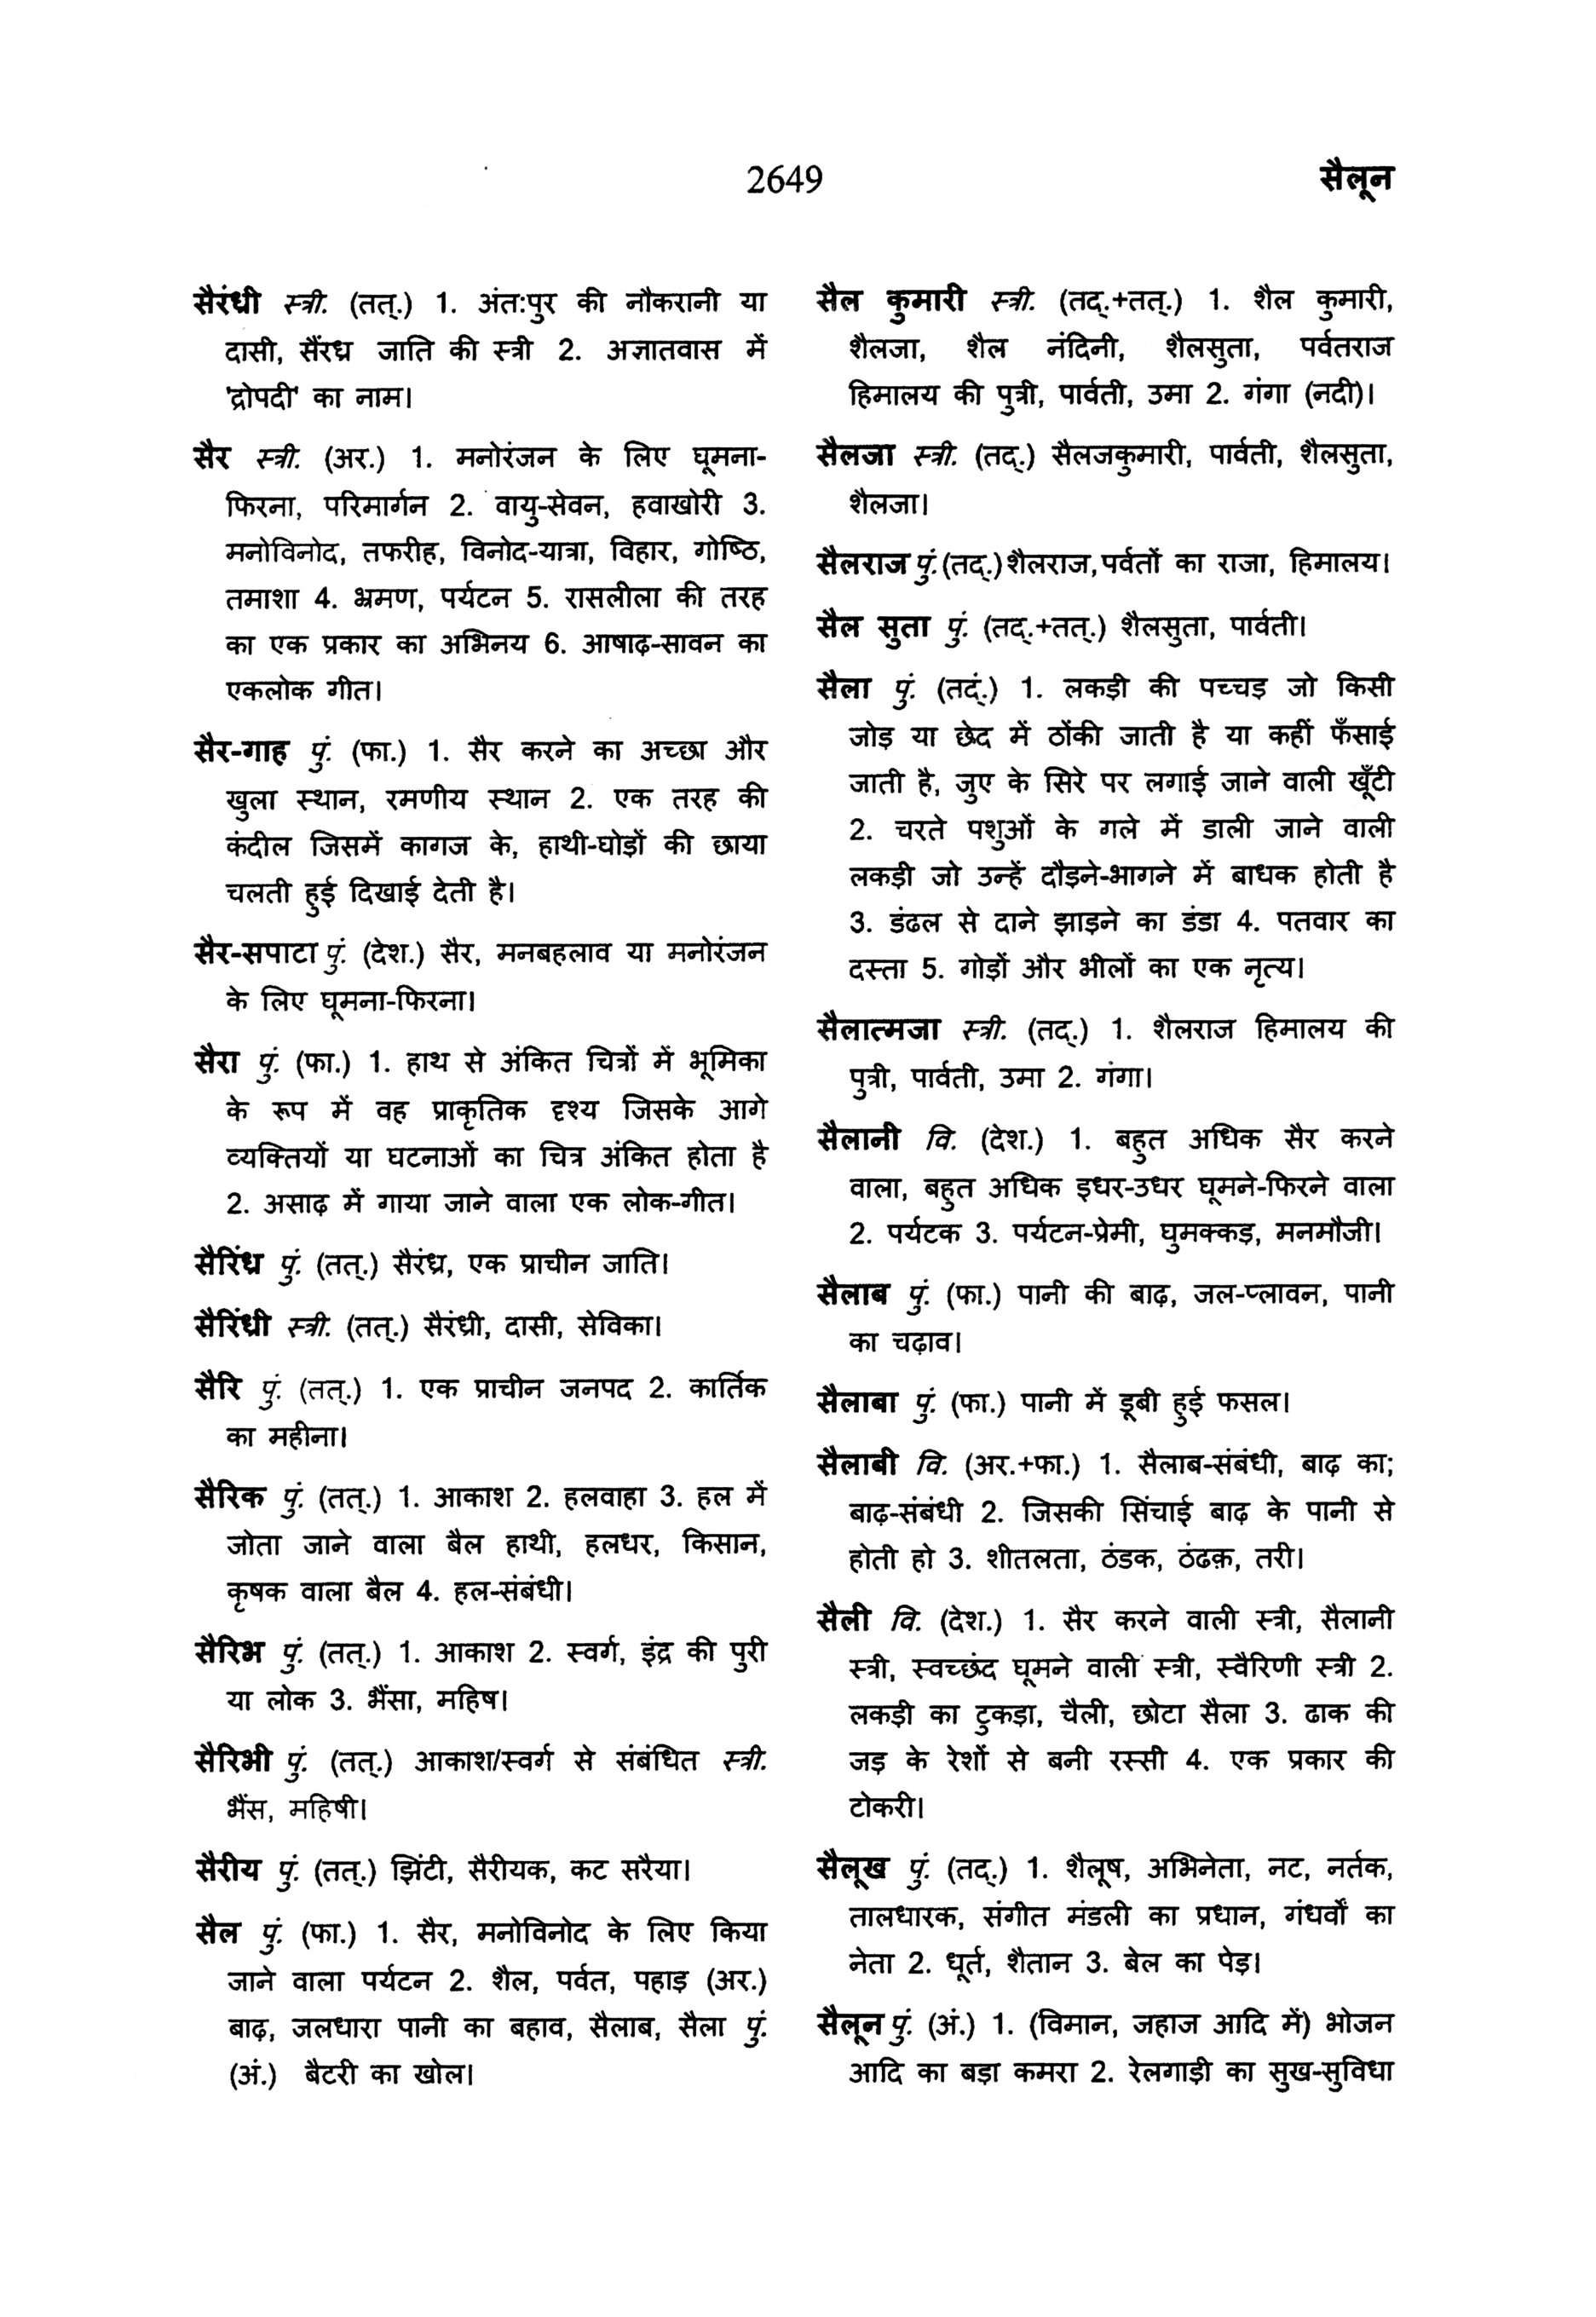 2649
सैलून
सैरंध्री स्त्री. (तत्.) 1. अंत:पुर की नौकरानी या
दासी, सैंरध्र जाति की स्त्री 2. अज्ञातवास में
'द्रोपदी' का नाम।
सैर स्त्री. (अर.) 1. मनोरंजन के लिए घूमना-
फिरना, परिमार्गन 2. वायु-सेवन, हवाखोरी 3.
मनोविनोद, तफरीह, विनोद-यात्रा, विहार, गोष्ठि,
तमाशा 4. भ्रमण, पर्यटन 5. रासलीला की तरह
का एक प्रकार का अभिनय 6. आषाढ़-सावन का
एकलोक गीत।
सैर-गाह पुं. (फा.) 1. सैर करने का अच्छा और
खुला स्थान, रमणीय स्थान 2. एक तरह की
कंदील जिसमें कागज के, हाथी-घोड़ों की छाया
चलती हुई दिखाई देती है।
सैर-सपाटा पुं. (देश.) सैर, मनबहलाव या मनोरंजन
के लिए घूमना-फिरना।
सैरा पुं. (फा.) 1. हाथ से अंकित चित्रों में भूमिका
के रूप में वह प्राकृतिक दृश्य जिसके आगे
व्यक्तियों या घटनाओं का चित्र अंकित होता है
2. असाढ़ में गाया जाने वाला एक लोक-गीत।
सैरिंध्र पुं. (तत्.) सैरंध्र, एक प्राचीन जाति।
सैरिंध्री स्त्री. (तत्.) सैरंध्री, दासी, सेविका।
सैरि पुं. (तत्.) 1. एक प्राचीन जनपद 2. कार्तिक
का महीना।
सैरिक पुं. (तत्.) 1. आकाश 2. हलवाहा 3. हल में
जोता जाने वाला बैल हाथी, हलधर, किसान,
कृषक वाला बैल 4. हल-संबंधी।
सैरिभ पुं. (तत्.) 1. आकाश 2. स्वर्ग, इंद्र की पुरी
या लोक 3. भैंसा, महिष।
सैरिभी पुं. (तत्.) आकाश/स्वर्ग से संबंधित स्त्री.
भैंस, महिषी।
सैरीय पुं. (तत्.) झिंटी, सैरीयक, कट सरैया।
सैल पुं. (फा.) 1. सैर, मनोविनोद के लिए किया
जाने वाला पर्यटन 2. शैल, पर्वत, पहाड़ (अर.)
बाढ़, जलधारा पानी का बहाव, सैलाब, सैला पुं.
(अं.) बैटरी का खोल।
सैल कुमारी स्त्री. (तद्.+तत्.) 1. शैल कुमारी,
शैलजा, शैल नंदिनी, शैलसुता, पर्वतराज
हिमालय की पुत्री, पार्वती, उमा 2. गंगा (नदी)।
सैलजा स्त्री. (तद्.) सैलजकुमारी, पार्वती, शैलसुता,
शैलजा।
सैलराज पुं. (तद्.) शैलराज, पर्वतों का राजा, हिमालय।
सैल सुता पुं. (तद्.+तत्.) शैलसुता, पार्वती।
सैला पुं. (तद्ं.) 1. लकड़ी की पच्चड़ जो किसी
जोड़ या छेद में ठोंकी जाती है या कहीं फँसाई
जाती है, जुए के सिरे पर लगाई जाने वाली खूँटी
2. चरते पशुओं के गले में डाली जाने वाली
लकड़ी जो उन्हें दौड़ने-भागने में बाधक होती है
3. डंढल से दाने झाड़ने का डंडा 4. पतवार का
दस्ता 5. गोड़ों और भीलों का एक नृत्य।
सैलात्मजा स्त्री. (तद्.) 1. शैलराज हिमालय की
पुत्री, पार्वती, उमा 2. गंगा।
सैलानी वि. (देश.) 1. बहुत अधिक सैर करने
वाला, बहुत अधिक इधर-उधर घूमने-फिरने वाला
2. पर्यटक 3. पर्यटन-प्रेमी, घुमक्कड़, मनमौजी।
सैलाब पुं. (फा.) पानी की बाढ़, जल-प्लावन, पानी
का चढ़ाव।
सैलाबा पुं. (फा.) पानी में डूबी हुई फसल।
सैलाबी वि. (अर.+फा.) 1. सैलाब-संबंधी, बाढ़ का;
बाढ़-संबंधी 2. जिसकी सिंचाई बाढ़ के पानी से
होती हो 3. शीतलता, ठंडक, ठंढक़, तरी।
सैली वि. (देश.) 1. सैर करने वाली स्त्री, सैलानी
स्त्री, स्वच्छंद घूमने वाली स्त्री, स्वैरिणी स्त्री 2.
लकड़ी का टुकड़ा, चैली, छोटा सैला 3. ढाक की
जड़ के रेशों से बनी रस्सी 4. एक प्रकार की
टोकरी।
सैलूख पुं. (तद्.) 1. शैलूष, अभिनेता, नट, नर्तक,
तालधारक, संगीत मंडली का प्रधान, गंधर्वों का
नेता 2. धूर्त, शैतान 3. बेल का पेड़।
सैलून पुं. (अं.) 1. (विमान, जहाज आदि में) भोजन
आदि का बड़ा कमरा 2. रेलगाड़ी का सुख-सुविधा